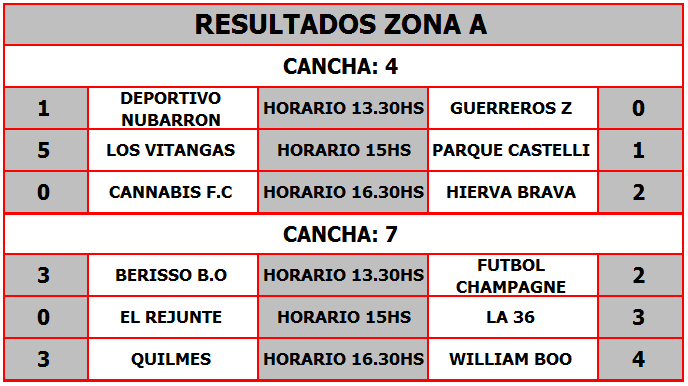 RESULTADOS ZONA A
CANCHA: 4
1 DEPORTIVO NUBARRON HORARIO 13.30HS GUERREROS Z 0
5 LOS VITANGAS HORARIO 15HS PARQUE CASTELLI 1
0 CANNABIS F.C HORARIO 16.30HS HIERVA BRAVA 2
CANCHA: 7
3 BERISSO B.O HORARIO 13.30HS FUTBOL CHAMPAGNE 2
0 EL REJUNTE HORARIO 15HS LA 36 3
3 QUILMES HORARIO 16.30HS WILLIAM BOO 4